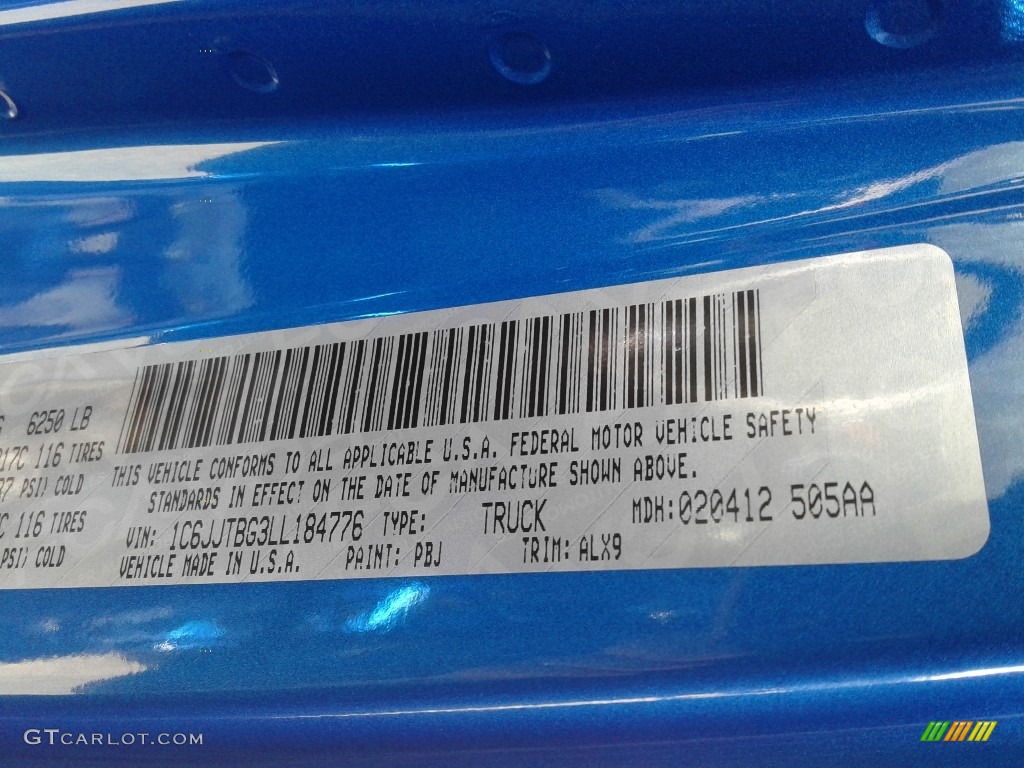 6250 LB
17C 116 TIRES
PSI) COLD
116 TIRES
PSI) COLD
THIS VEHICLE CONFORMS TO ALL APPLICABLE U.S.A. FEDERAL MOTOR VEHICLE SAFETY
STANDARDS IN EFFECT ON THE DATE OF MANUFACTURE SHOWN ABOVE.
VIN: 1C6JJTBG3LL184776 TYPE: TRUCK MDH:020412 505AA
VEHICLE MADE IN U.S.A. PAINT: PBJ TRIM: ALX9
GTCARLOT.COM